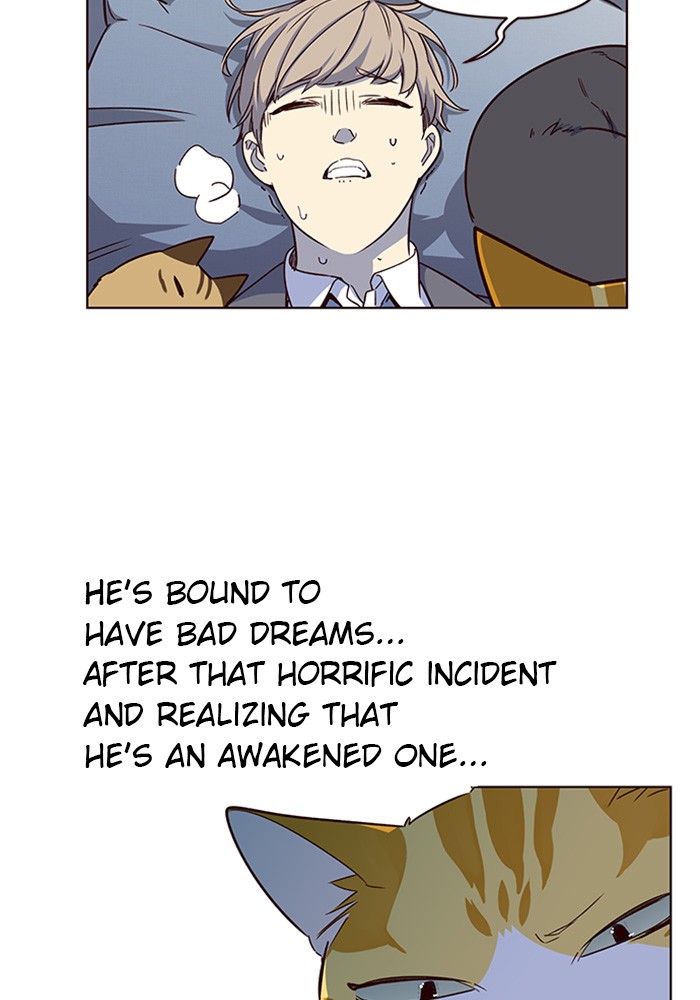 HE'S BOUND TO
HAVE BAD DREAMS...
AFTER THAT HORRIFIC INCIDENT
AND REALIZING THAT
HE'S AN AWAKENED ONE...